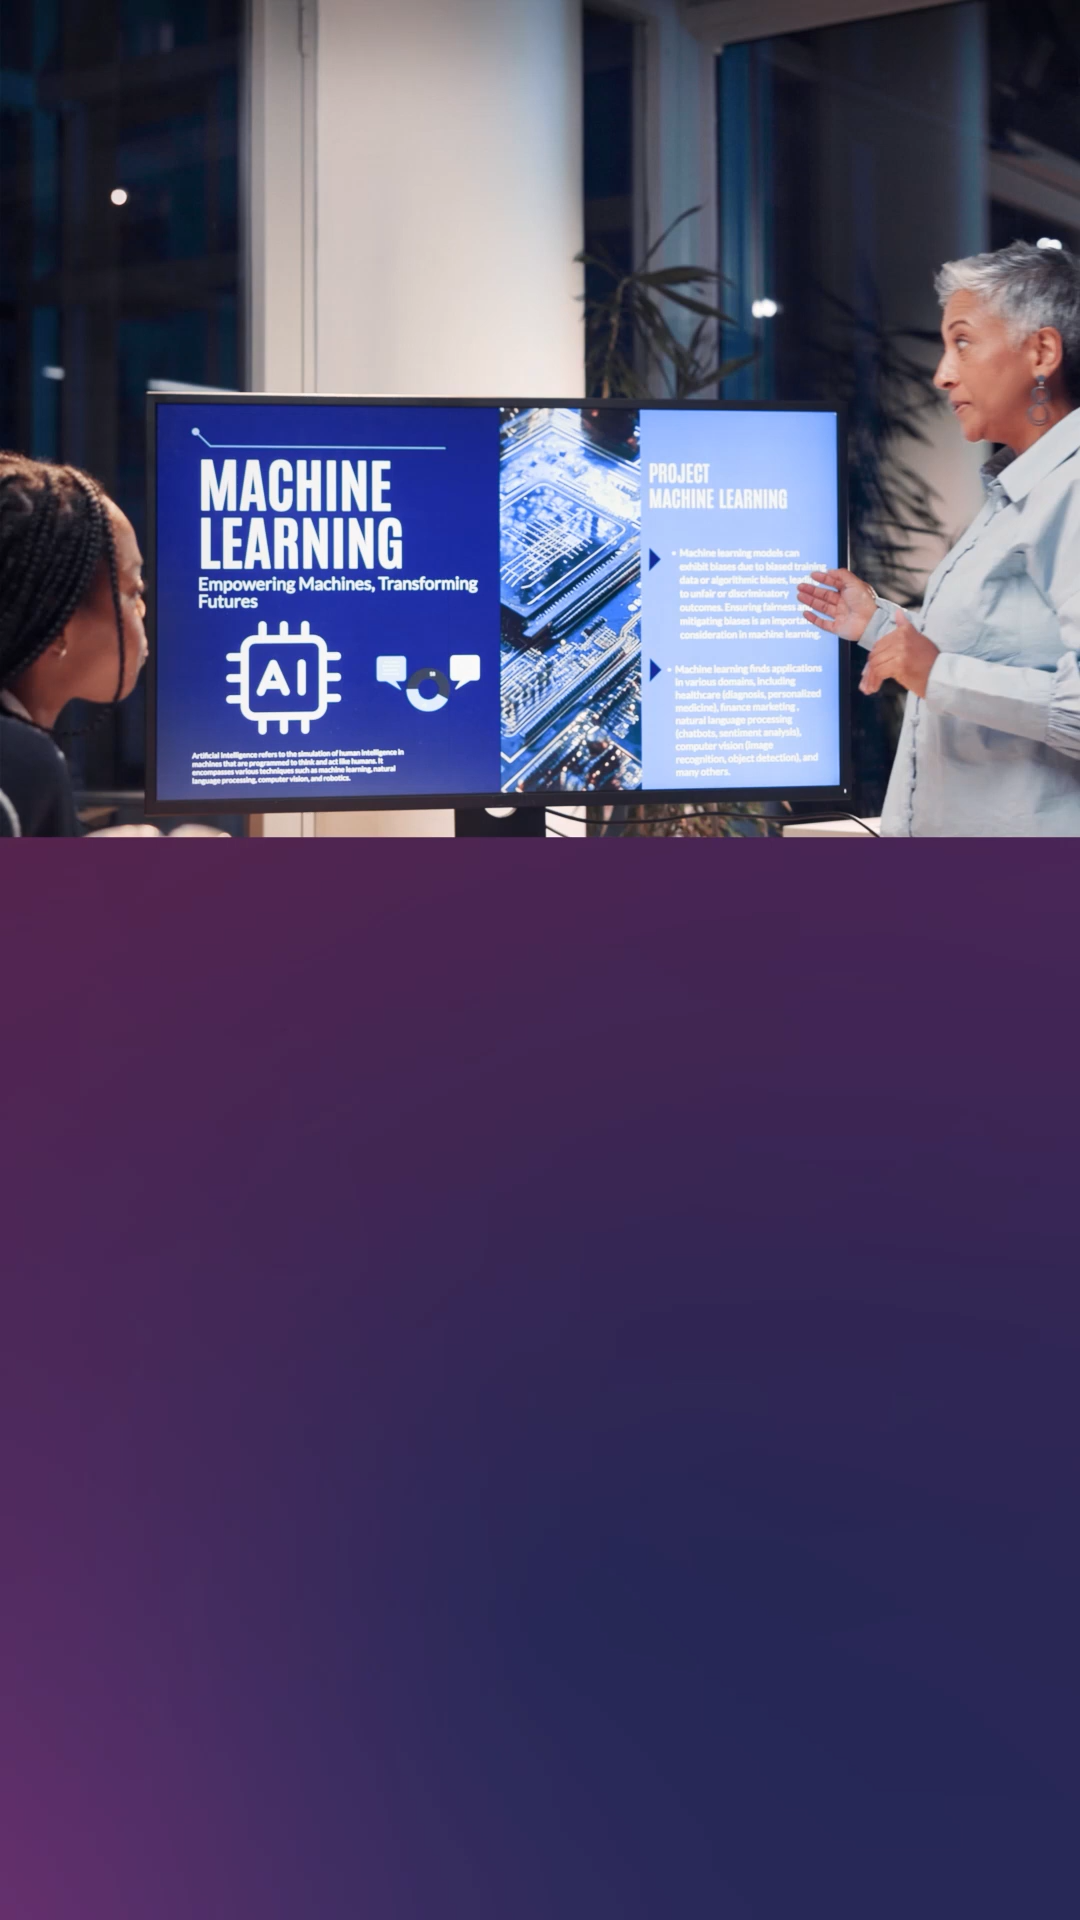 MACHINE
LEARNING
Empowering Machines, Transforming
Futures
AI
Artificial Intelligence refers to the simulation of human intelligence in
machines that are programmed to think and act like humans. It
encompasses various techniques such as machine learning, natural
language processing, computer vision, and robotics.
PROJECT
MACHINE LEARNING
• Machine learning models can
exhibit biases due to biased training
data or algorithmic biases,
to unfair or discriminatory
outcomes. Ensuring fairness
mitigating biases is an
consideration in machine learning.
• Machine learning finds applications
in various domains, including
healthcare (diagnosis, personalized
medicine), finance marketing ,
natural language processing
(chatbots, sentiment analysis),
computer vision (image
recognition, object detection), and
many others.